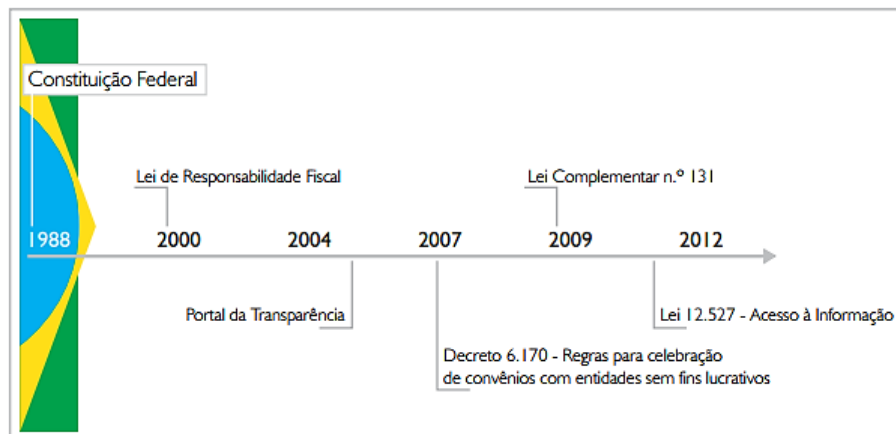 Constituição Federal
Lei de Responsabilidade Fiscal
Lei Complementar n.º 131
1988
2000
2004
2007
2009
2012
Portal da Transparência
Lei 12.527 - Acesso à Informação
Decreto 6.170 - Regras para celebração
de convênios com entidades sem fins lucrativos